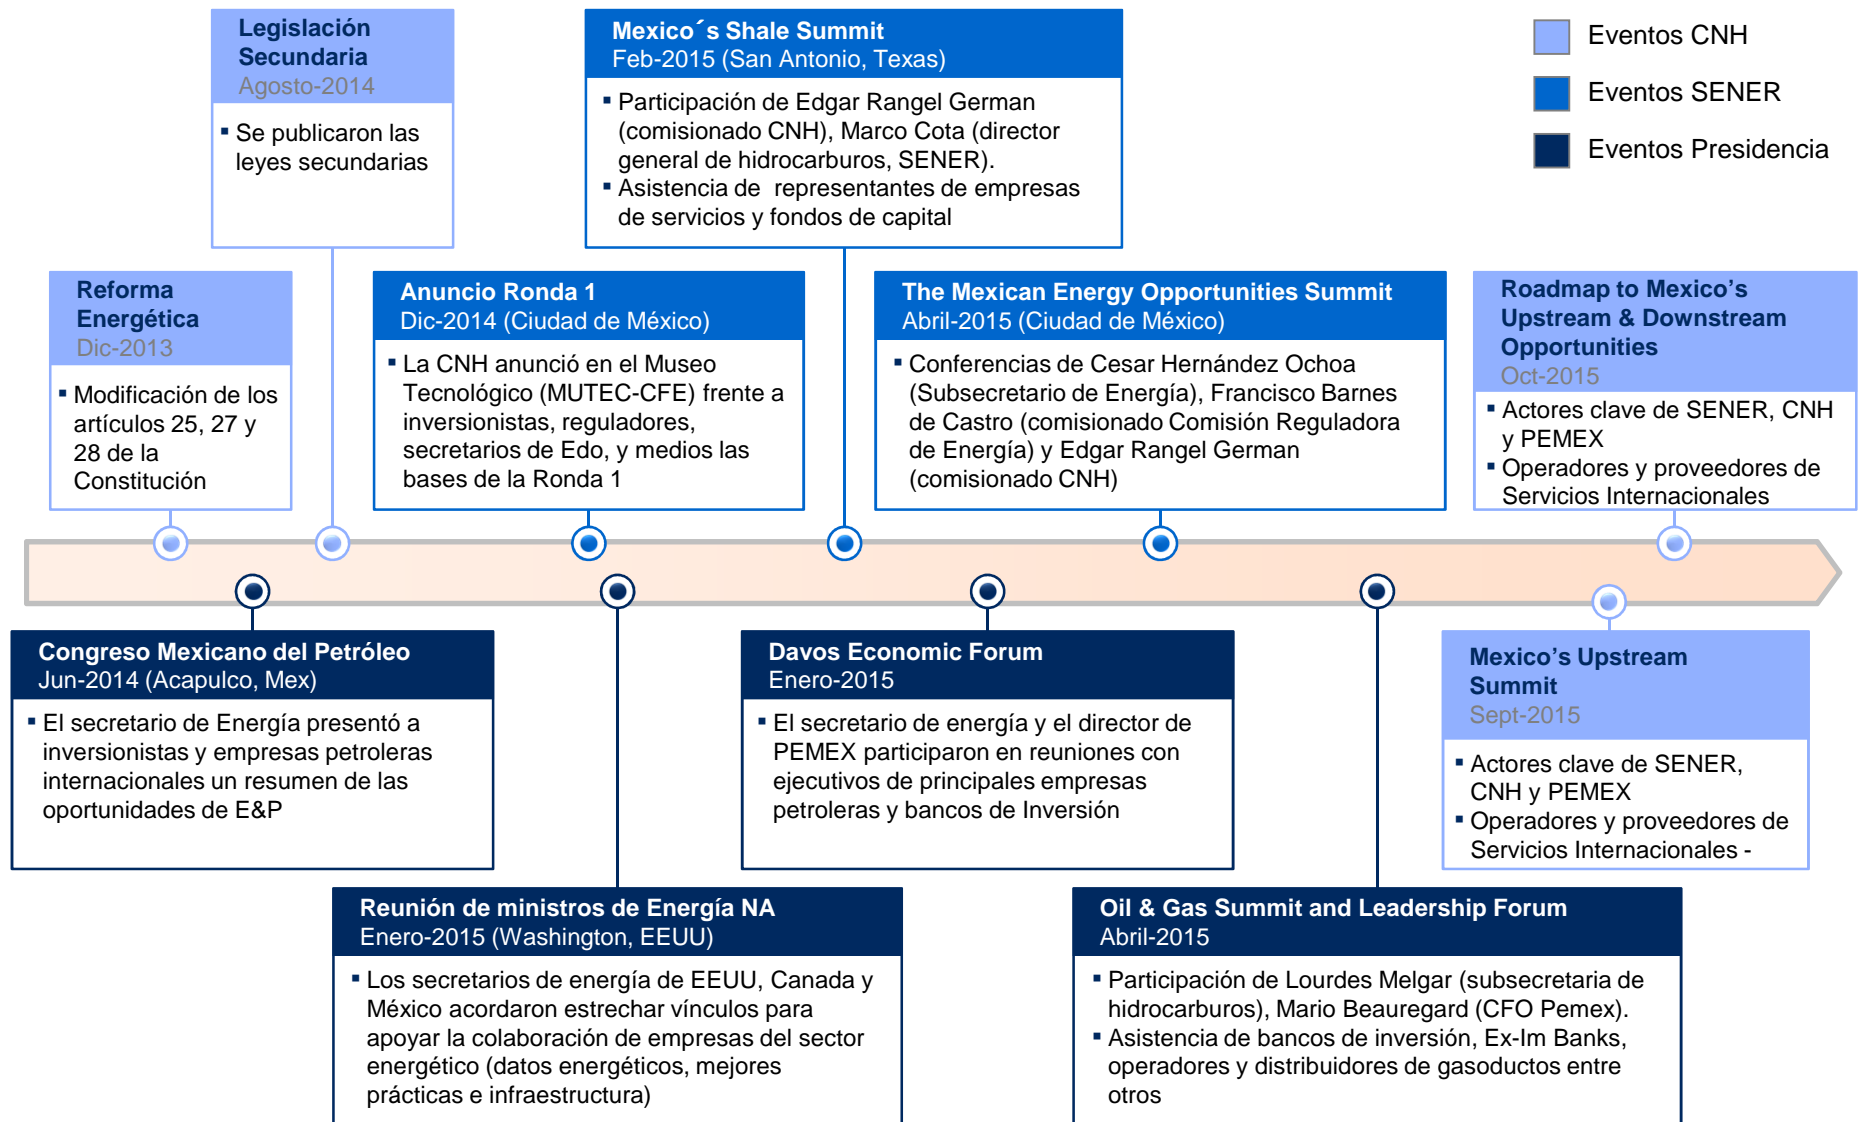 Legislación
Secundaria
Agosto-2014
▪ Se publicaron las
leyes secundarias
Mexico´s Shale Summit
Feb-2015 (San Antonio, Texas)
▪ Participación de Edgar Rangel German
(comisionado CNH), Marco Cota (director
general de hidrocarburos, SENER).
▪ Asistencia de representantes de empresas
de servicios y fondos de capital
Eventos CNH
Eventos SENER
Eventos Presidencia
Reforma
Energética
Dic-2013
▪ Modificación de los
artículos 25, 27 y
28 de la
Constitución
Anuncio Ronda 1
Dic-2014 (Ciudad de México)
▪ La CNH anunció en el Museo
Tecnológico (MUTEC-CFE) frente a
inversionistas, reguladores,
secretarios de Edo, y medios las
bases de la Ronda 1
The Mexican Energy Opportunities Summit
Abril-2015 (Ciudad de México)
▪ Conferencias de Cesar Hernández Ochoa
(Subsecretario de Energía), Francisco Barnes
de Castro (comisionado Comisión Reguladora
de Energía) y Edgar Rangel German
(comisionado CNH)
Roadmap to Mexico’s
Upstream & Downstream
Opportunities
Oct-2015
▪ Actores clave de SENER, CNH
y PEMEX
▪ Operadores y proveedores de
Servicios Internacionales
Congreso Mexicano del Petróleo
Jun-2014 (Acapulco, Mex)
▪ El secretario de Energía presentó a
inversionistas y empresas petroleras
internacionales un resumen de las
oportunidades de E&P
Davos Economic Forum
Enero-2015
▪ El secretario de energía y el director de
PEMEX participaron en reuniones con
ejecutivos de principales empresas
petroleras y bancos de Inversión
Mexico’s Upstream
Summit
Sept-2015
▪ Actores clave de SENER,
CNH y PEMEX
▪ Operadores y proveedores de
Servicios Internacionales -
Reunión de ministros de Energía NA
Enero-2015 (Washington, EEUU)
▪ Los secretarios de energía de EEUU, Canada y
México acordaron estrechar vínculos para
apoyar la colaboración de empresas del sector
energético (datos energéticos, mejores
prácticas e infraestructura)
Oil & Gas Summit and Leadership Forum
Abril-2015
▪ Participación de Lourdes Melgar (subsecretaria de
hidrocarburos), Mario Beauregard (CFO Pemex).
▪ Asistencia de bancos de inversión, Ex-Im Banks,
operadores y distribuidores de gasoductos entre
otros